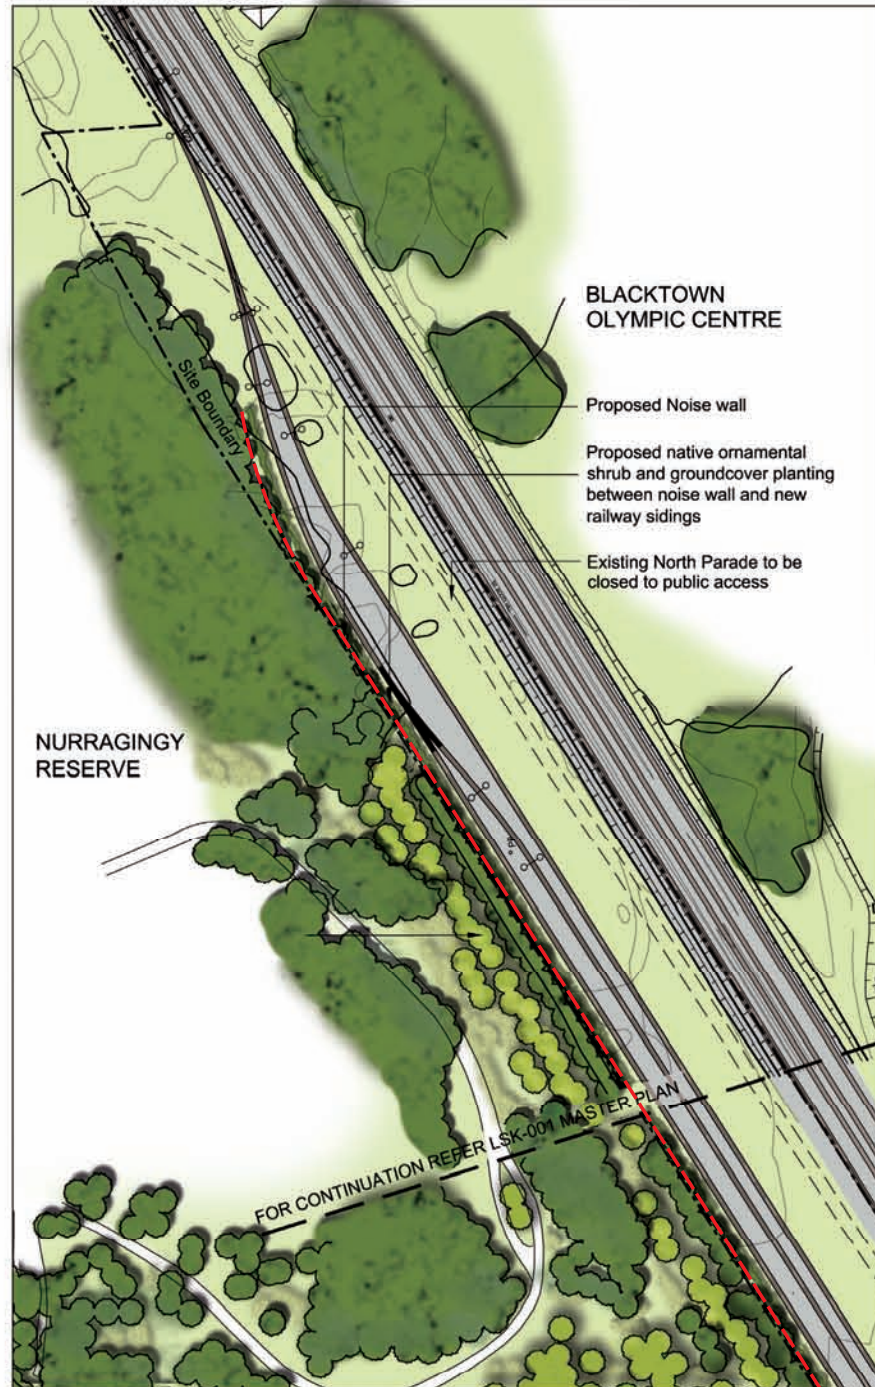 BLACKTOWN
OLYMPIC CENTRE
Proposed Noise wall
Proposed native ornamental
shrub and groundcover planting
between noise wall and new
railway sidings
Existing North Parade to be
closed to public access
Site Boundary
NURRAGINGY
RESERVE
FOR CONTINUATION REFER LSK-001 MASTER PLAN